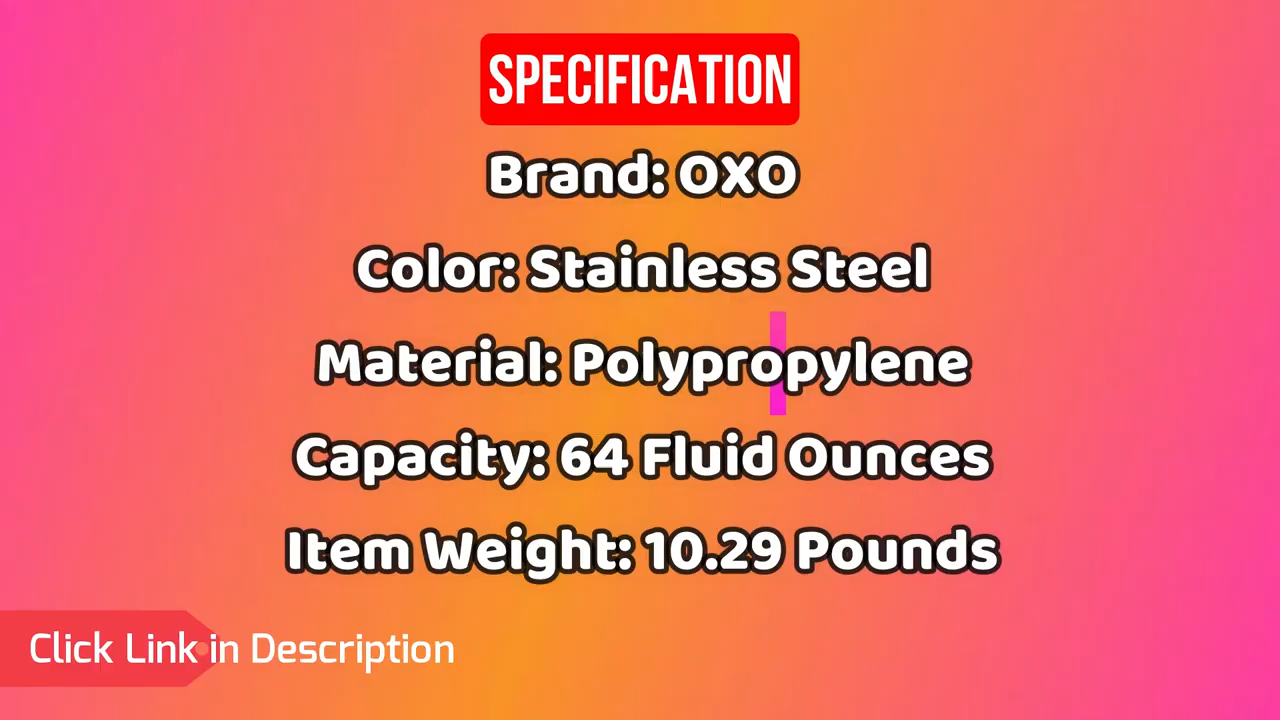 SPECIFICATION
Brand: OXO
Color: Stainless Steel
Material: Polypropylene
Capacity: 64 Fluid Ounces
Item Weight: 10.29 Pounds
Click Link in Description